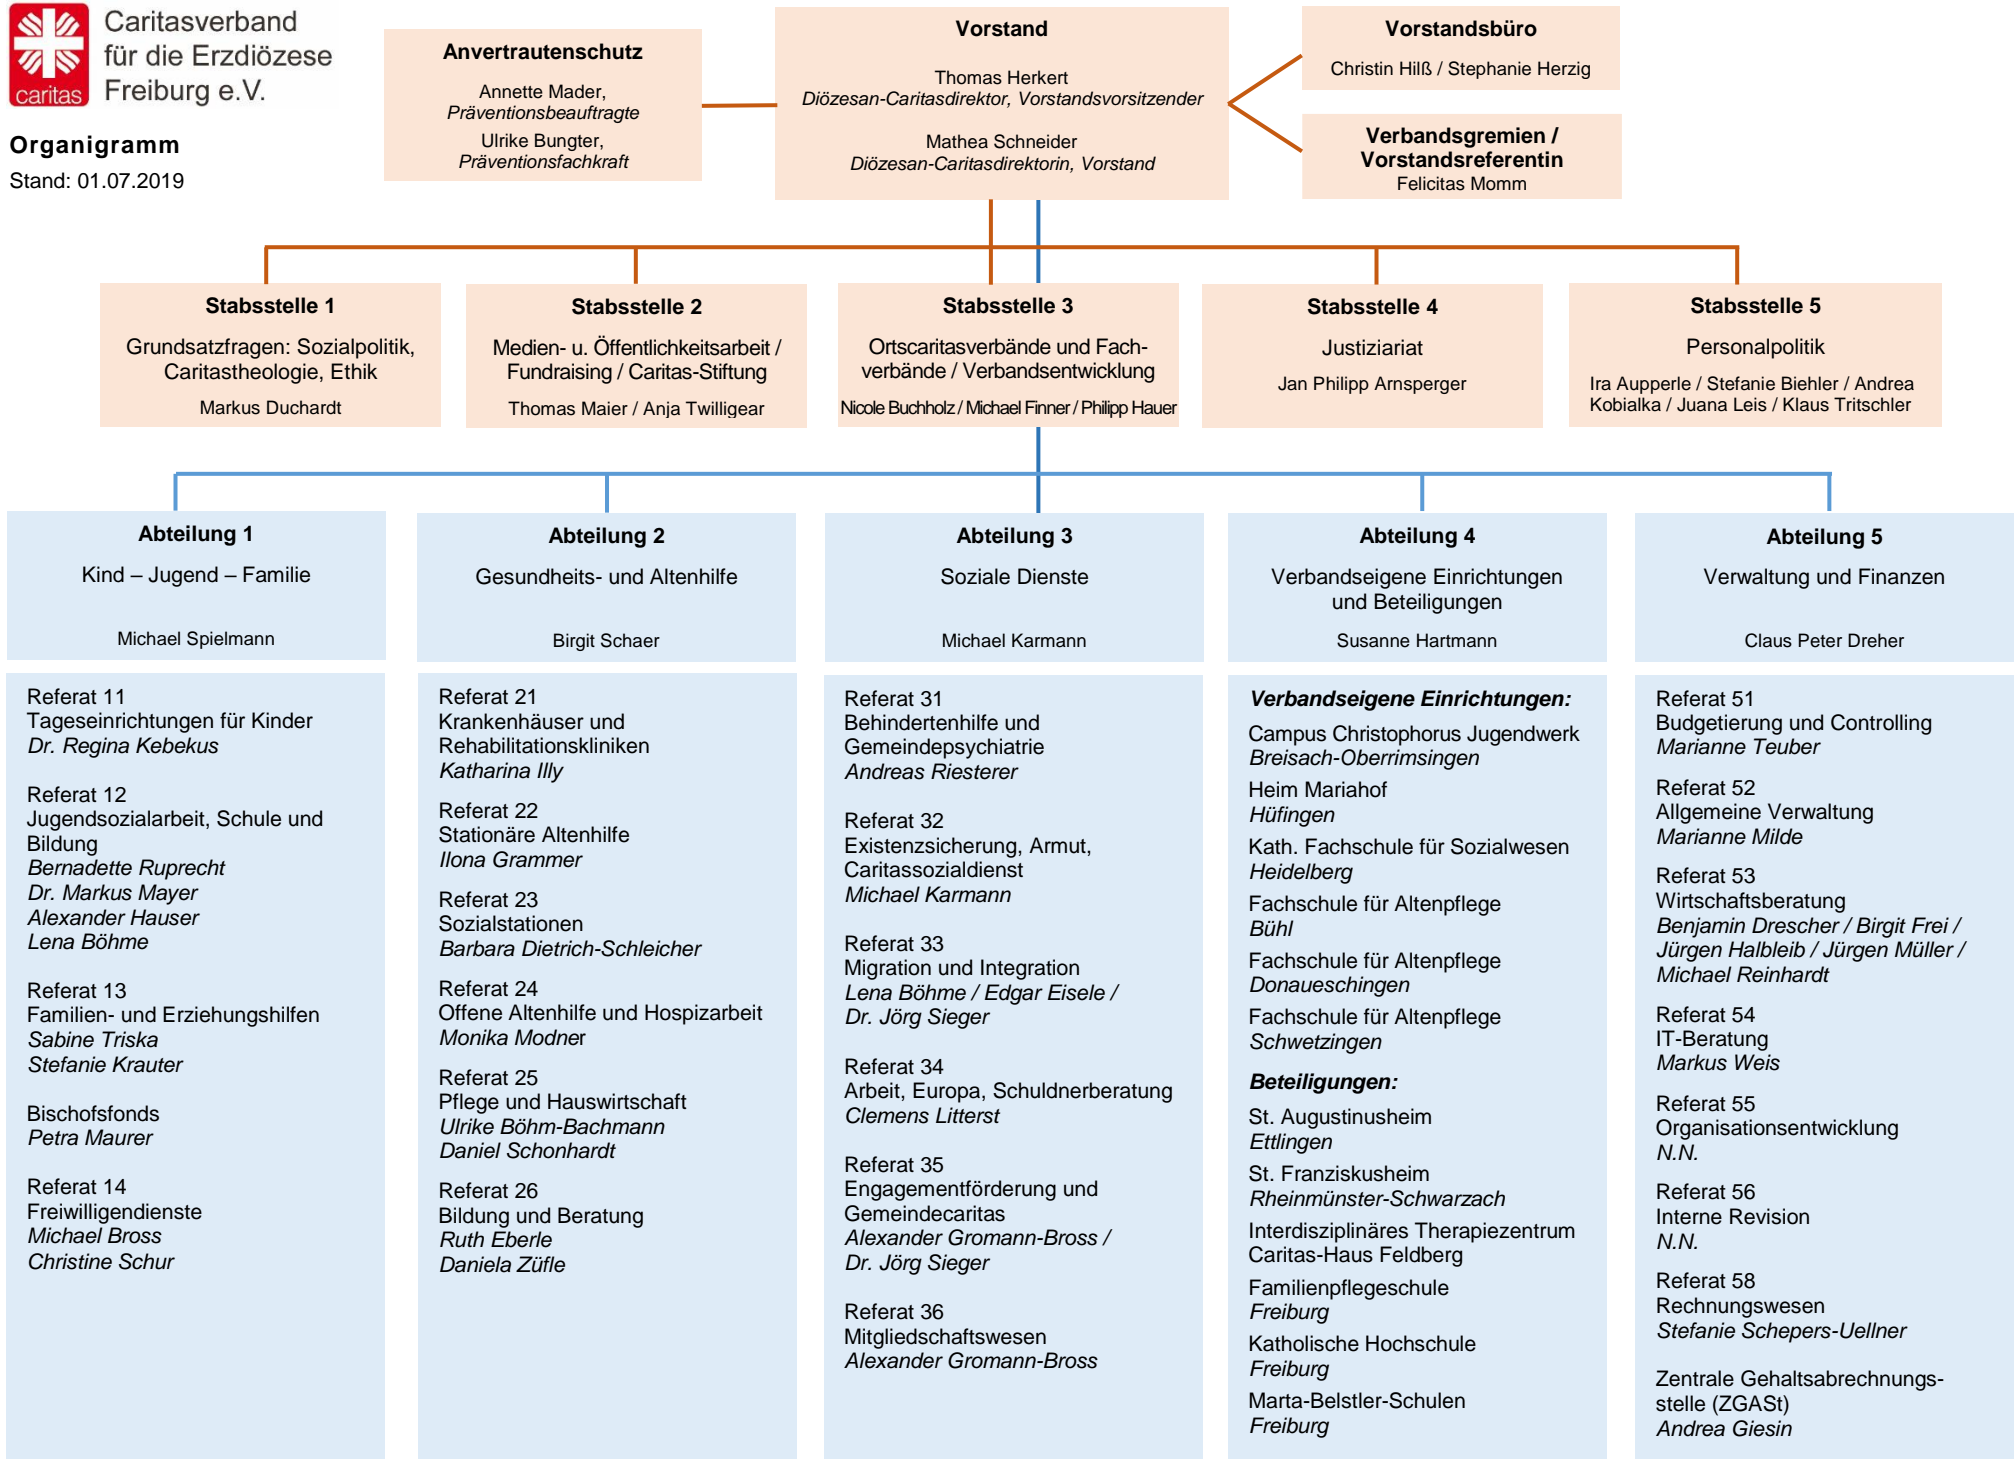 caritas
Caritasverband
für die Erzdiözese
Freiburg e.V.
Organigramm
Stand: 01.07.2019
Anvertrautenschutz
Annette Mader,
Präventionsbeauftragte
Ulrike Bungter,
Präventionsfachkraft
Vorstand
Thomas Herkert
Diözesan-Caritasdirektor, Vorstandsvorsitzender
Mathea Schneider
Diözesan-Caritasdirektorin, Vorstand
Vorstandsbüro
Christin Hilß / Stephanie Herzig
Verbandsgremien /
Vorstandsreferentin
Felicitas Momm
Stabsstelle 1
Grundsatzfragen: Sozialpolitik,
Caritastheologie, Ethik
Markus Duchardt
Stabsstelle 2
Medien- u. Öffentlichkeitsarbeit /
Fundraising / Caritas-Stiftung
Thomas Maier / Anja Twilligear
Stabsstelle 3
Ortscaritasverbände und Fach-
verbände / Verbandsentwicklung
Nicole Buchholz / Michael Finner / Philipp Hauer
Stabsstelle 4
Justiziariat
Jan Philipp Arnsperger
Stabsstelle 5
Personalpolitik
Ira Aupperle / Stefanie Biehler / Andrea
Kobialka / Juana Leis / Klaus Tritschler
Abteilung 1
Kind – Jugend – Familie
Michael Spielmann
Abteilung 2
Gesundheits- und Altenhilfe
Birgit Schaer
Abteilung 3
Soziale Dienste
Michael Karmann
Abteilung 4
Verbandseigene Einrichtungen
und Beteiligungen
Susanne Hartmann
Abteilung 5
Verwaltung und Finanzen
Claus Peter Dreher
Referat 11
Tageseinrichtungen für Kinder
Dr. Regina Kebekus
Referat 12
Jugendsozialarbeit, Schule und
Bildung
Bernadette Ruprecht
Dr. Markus Mayer
Alexander Hauser
Lena Böhme
Referat 13
Familien- und Erziehungshilfen
Sabine Triska
Stefanie Krauter
Bischofsfonds
Petra Maurer
Referat 14
Freiwilligendienste
Michael Bross
Christine Schur
Referat 21
Krankenhäuser und
Rehabilitationskliniken
Katharina Illy
Referat 22
Stationäre Altenhilfe
Ilona Grammer
Referat 23
Sozialstationen
Barbara Dietrich-Schleicher
Referat 24
Offene Altenhilfe und Hospizarbeit
Monika Modner
Referat 25
Pflege und Hauswirtschaft
Ulrike Böhm-Bachmann
Daniel Schonhardt
Referat 26
Bildung und Beratung
Ruth Eberle
Daniela Züfle
Referat 31
Behindertenhilfe und
Gemeindepsychiatrie
Andreas Riesterer
Referat 32
Existenzsicherung, Armut,
Caritassozialdienst
Michael Karmann
Referat 33
Migration und Integration
Lena Böhme / Edgar Eisele /
Dr. Jörg Sieger
Referat 34
Arbeit, Europa, Schuldnerberatung
Clemens Litterst
Referat 35
Engagementförderung und
Gemeindecaritas
Alexander Gromann-Bross /
Dr. Jörg Sieger
Referat 36
Mitgliedschaftswesen
Alexander Gromann-Bross
Verbandseigene Einrichtungen:
Campus Christophorus Jugendwerk
Breisach-Oberrimsingen
Heim Mariahof
Hüfingen
Kath. Fachschule für Sozialwesen
Heidelberg
Fachschule für Altenpflege
Bühl
Fachschule für Altenpflege
Donaueschingen
Fachschule für Altenpflege
Schwetzingen
Beteiligungen:
St. Augustinusheim
Ettlingen
St. Franziskusheim
Rheinmünster-Schwarzach
Interdisziplinäres Therapiezentrum
Caritas-Haus Feldberg
Familienpflegeschule
Freiburg
Katholische Hochschule
Freiburg
Marta-Belstler-Schulen
Freiburg
Referat 51
Budgetierung und Controlling
Marianne Teuber
Referat 52
Allgemeine Verwaltung
Marianne Milde
Referat 53
Wirtschaftsberatung
Benjamin Drescher / Birgit Frei /
Jürgen Halbleib / Jürgen Müller /
Michael Reinhardt
Referat 54
IT-Beratung
Markus Weis
Referat 55
Organisationsentwicklung
N.N.
Referat 56
Interne Revision
N.N.
Referat 58
Rechnungswesen
Stefanie Schepers-Uellner
Zentrale Gehaltsabrechnungs-
stelle (ZGASt)
Andrea Giesin